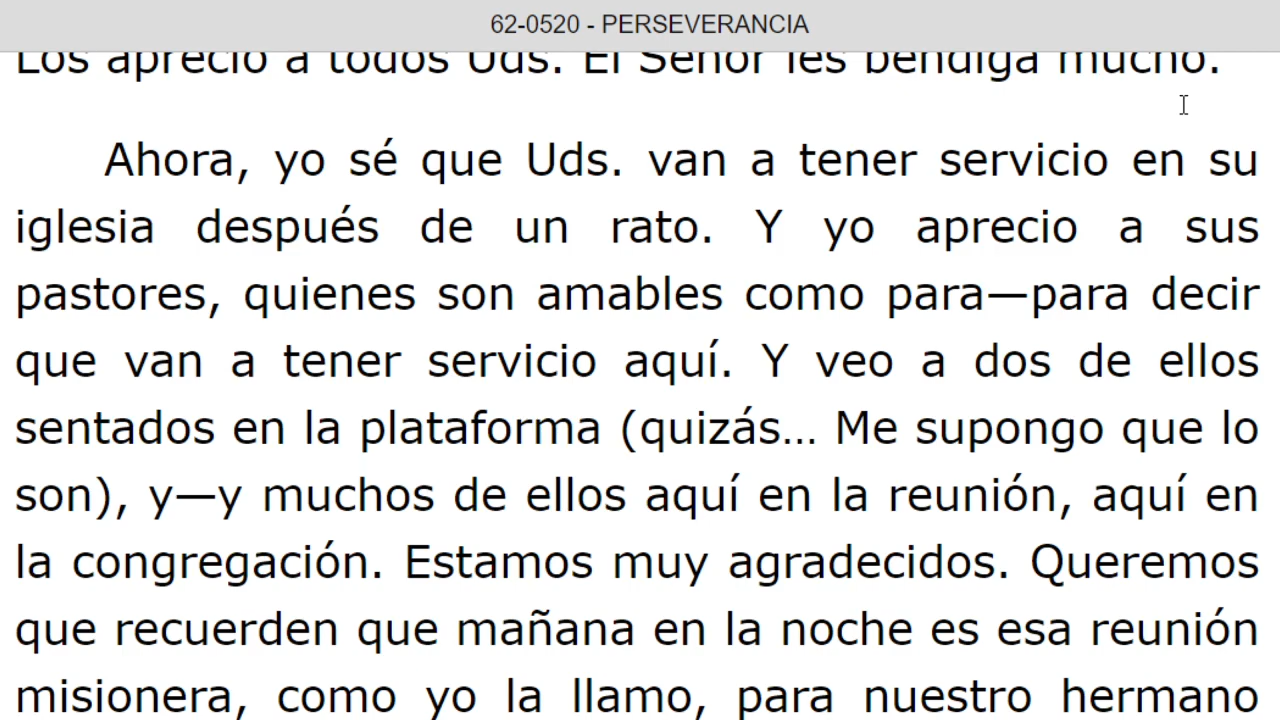 62-0520 - PERSEVERANCIA
Los aprecio a todos Uds. El Señor les bendiga mucho.
Ahora, yo sé que Uds. van a tener servicio en su
iglesia después de un rato. Y yo aprecio a sus
pastores, quienes son amables como para—para decir
que van a tener servicio aquí. Y veo a dos de ellos
sentados en la plataforma (quizás... Me supongo que lo
son), y—y muchos de ellos aquí en la reunión, aquí en
la congregación. Estamos muy agradecidos. Queremos
que recuerden que mañana en la noche es esa reunión
misionera, como yo la llamo, para nuestro hermano